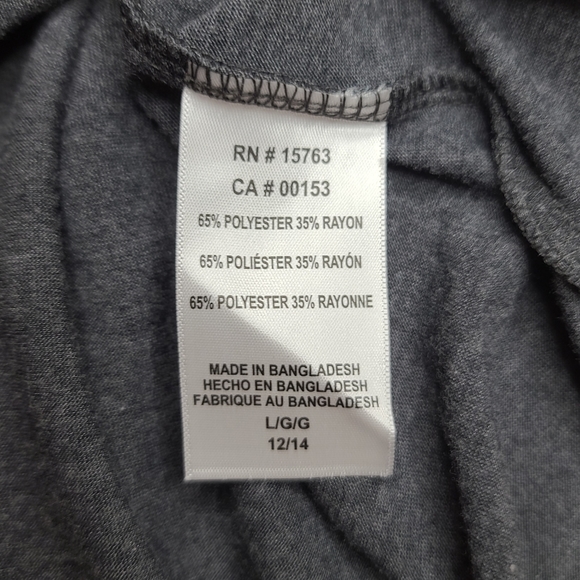 RN # 15763
CA # 00153
65% POLYESTER 35% RAYON
65% POLIÉSTER 35% RAYÓN
65% POLYESTER 35% RAYONNE
MADE IN BANGLADESH
HECHO EN BANGLADESH
FABRIQUE AU BANGLADESH
L/G/G
12/14